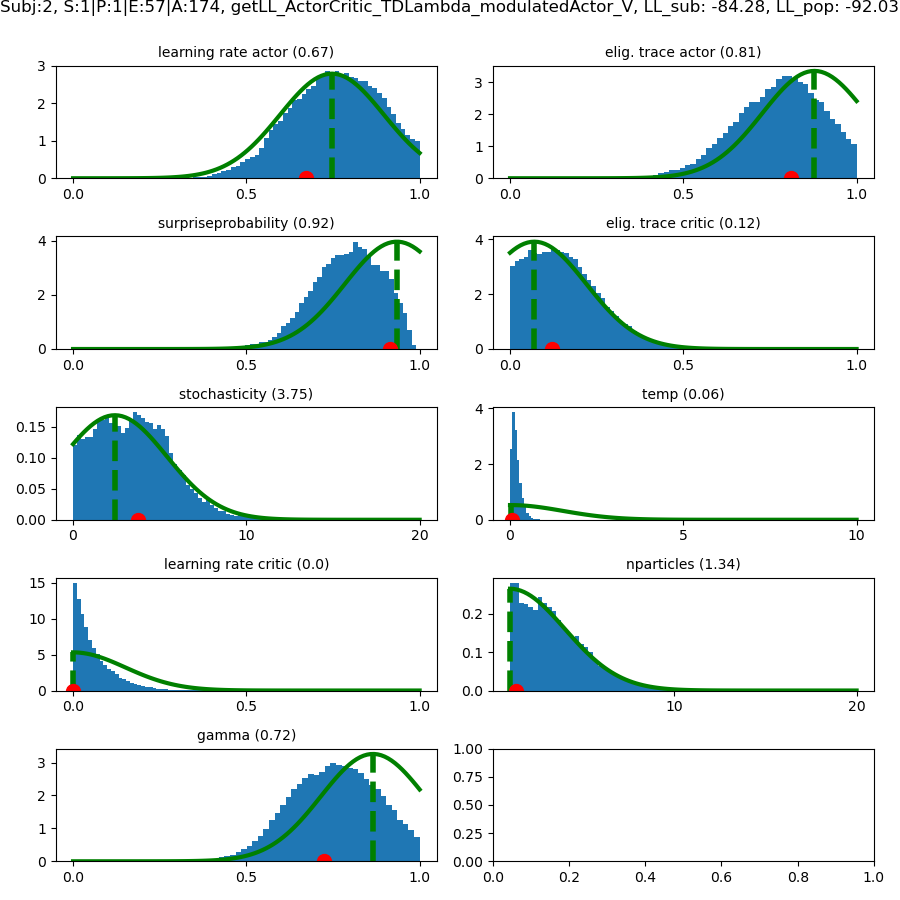 Subj:2, S:1|P:1|E:57|A:174, getLL_ActorCritic_TDLambda_modulatedActor_V, LL_sub: -84.28, LL_pop: -92.03
learning rate actor (0.67)
elig. trace actor (0.81)
3
2
1
0
0.0 0.5 1.0
3
2
1
0
0.0 0.5 1.0
surpriseprobability (0.92)
elig. trace critic (0.12)
4
2
0
0.0 0.5 1.0
4
2
0
0.0 0.5 1.0
stochasticity (3.75)
temp (0.06)
0.15
0.10
0.05
0.00
0 10 20
4
2
0
0 5 10
learning rate critic (0.0)
nparticles (1.34)
15
10
5
0
0.0 0.5 1.0
0.2
0.1
0.0
10 20
gamma (0.72)
3
2
1
0
0.0 0.5 1.0
1.00
0.75
0.50
0.25
0.00
0.0 0.2 0.4 0.6 0.8 1.0